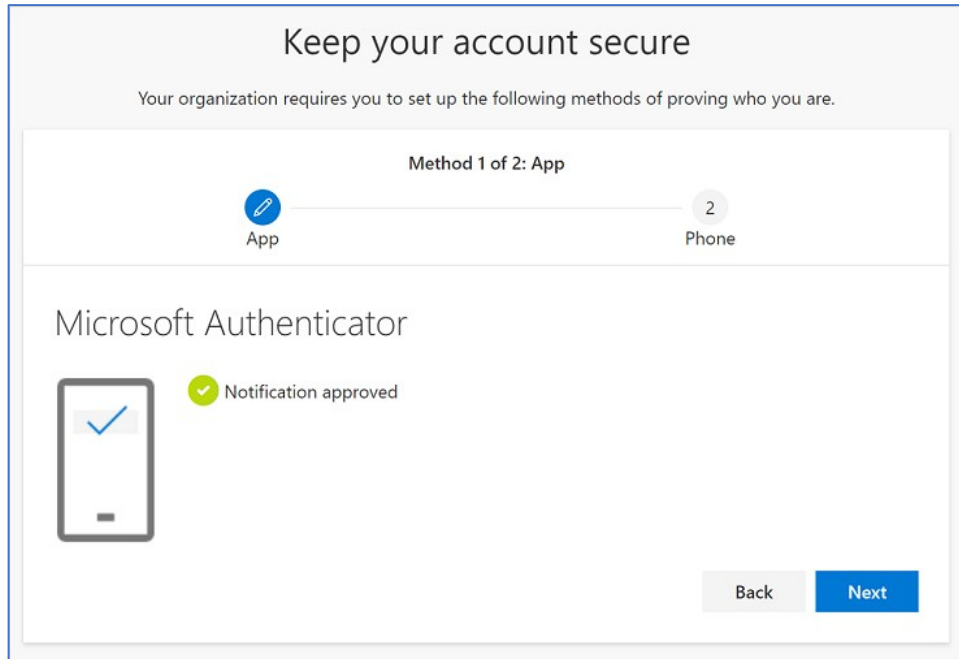 Keep your account secure
Your organization requires you to set up the following methods of proving who you are.
Method 1 of 2: App
2
App
Phone
Microsoft Authenticator
Notification approved
Back
Next